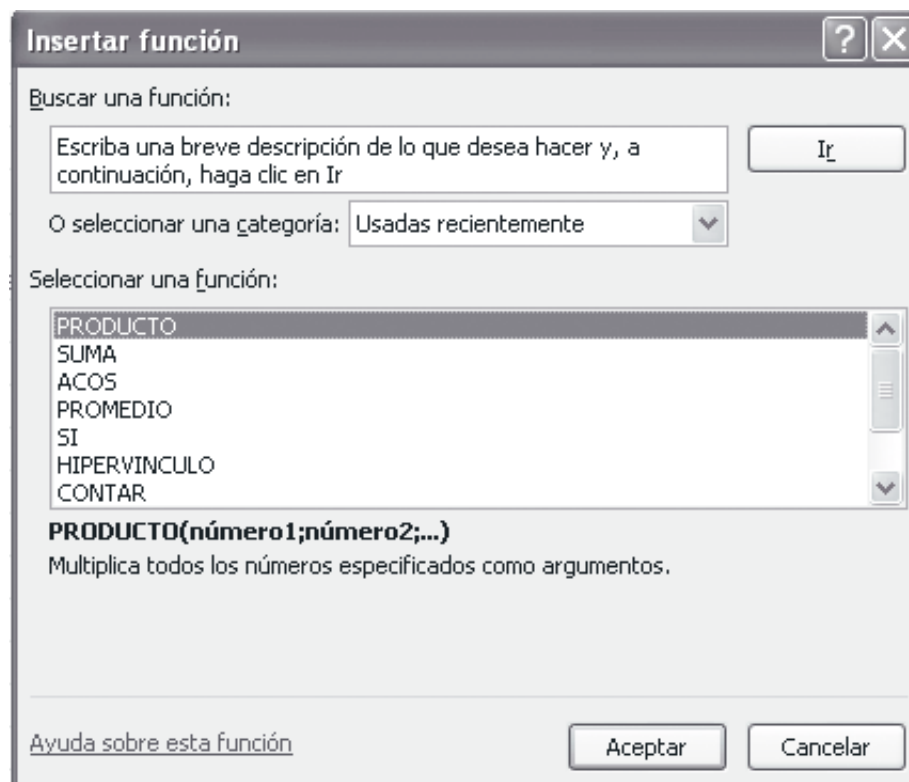 Insertar función
Buscar una función:
Escriba una breve descripción de lo que desea hacer y, a
continuación, haga clic en Ir
Ir
O seleccionar una categoría: Usadas recientemente
Seleccionar una función:
PRODUCTO
SUMA
ACOS
PROMEDIO
SI
HIPERVINCULO
CONTAR
PRODUCTO(número1;número2;...)
Multiplica todos los números especificados como argumentos.
Ayuda sobre esta función
Aceptar
Cancelar